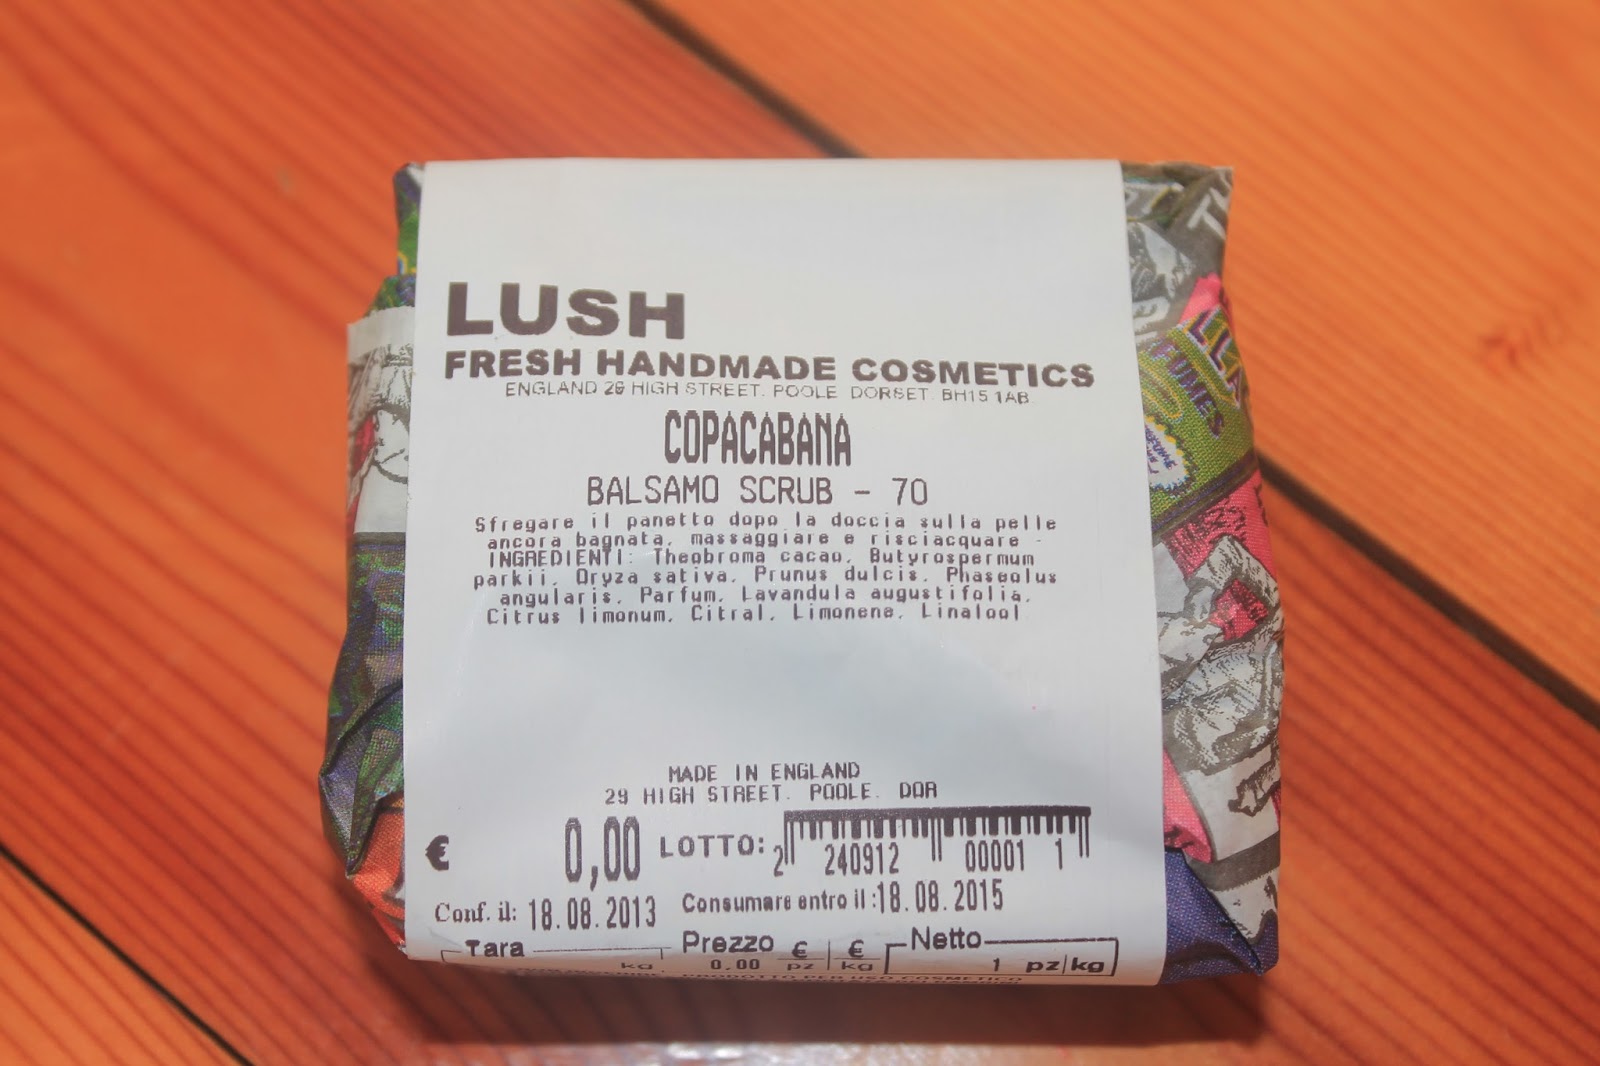 LUSH
FRESH HANDMADE COSMETICS
ENGLAND 29 HIGH STREET. POOLE DORSET. BH15 1AB
COPACABANA
BALSAMO SCRUB - 70
Sfregare il panetto dopo la doccia sulla pelle
ancora bagnata, massaggiare e risciacquare -
INGREDIENTI: Theobroma cacao, Butyrospermum
parkii, Oryza sativa, Prunus dulcis, Phaseolus
angularis, Parfum, Lavandula augustifolia,
Citrus limonum, Citral, Limonene, Linalool
MADE IN ENGLAND
29 HIGH STREET. POOLE. DOR
€ 0,00 LOTTO: 2 240912 00001 1
Conf. il: 18.08.2013 Consumare entro il: 18.08.2015
Tara Prezzo € € Netto
kg 0,00 pz kg 1 pz/kg
PRODOTTO PER USO COSMETICO